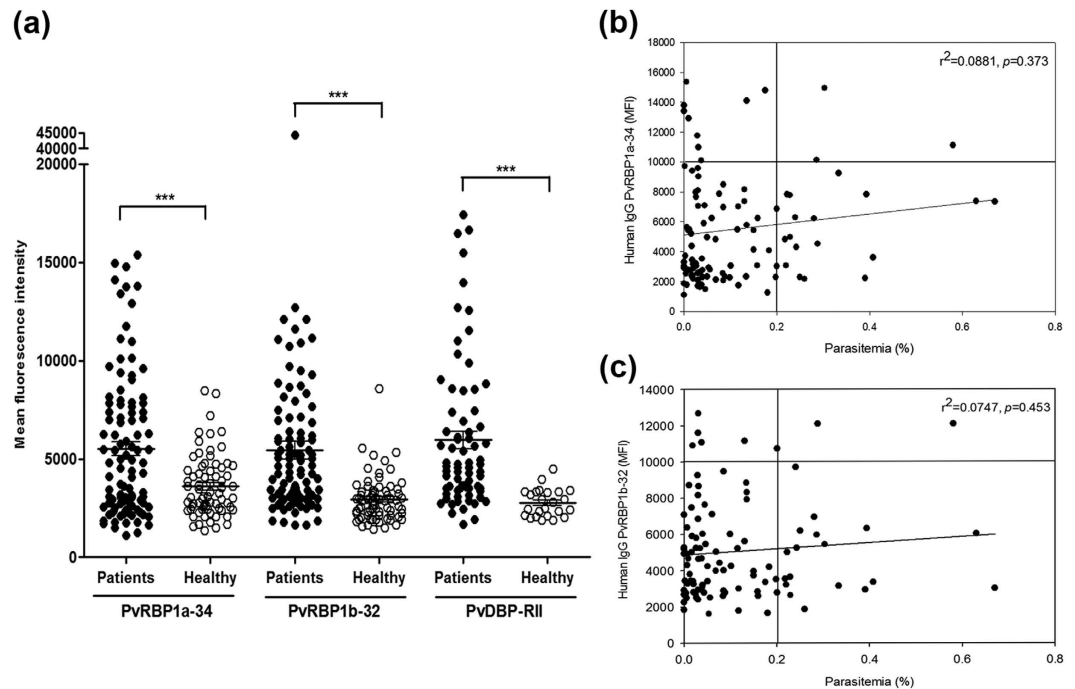 (a)
Mean fluorescence intensity
45000
40000
20000
15000
10000
5000
0
***
***
***
Patients Healthy Patients Healthy Patients Healthy
PvRBP1a-34 PvRBP1b-32 PvDBP-RII
(b)
Human IgG PvRBP1a-34 (MFI)
18000
16000
14000
12000
10000
8000
6000
4000
2000
0
r²=0.0881, p=0.373
0.0 0.2 0.4 0.6 0.8
Parasitemia (%)
(c)
Human IgG PvRBP1b-32 (MFI)
14000
12000
10000
8000
6000
4000
2000
0
r²=0.0747, p=0.453
0.0 0.2 0.4 0.6 0.8
Parasitemia (%)